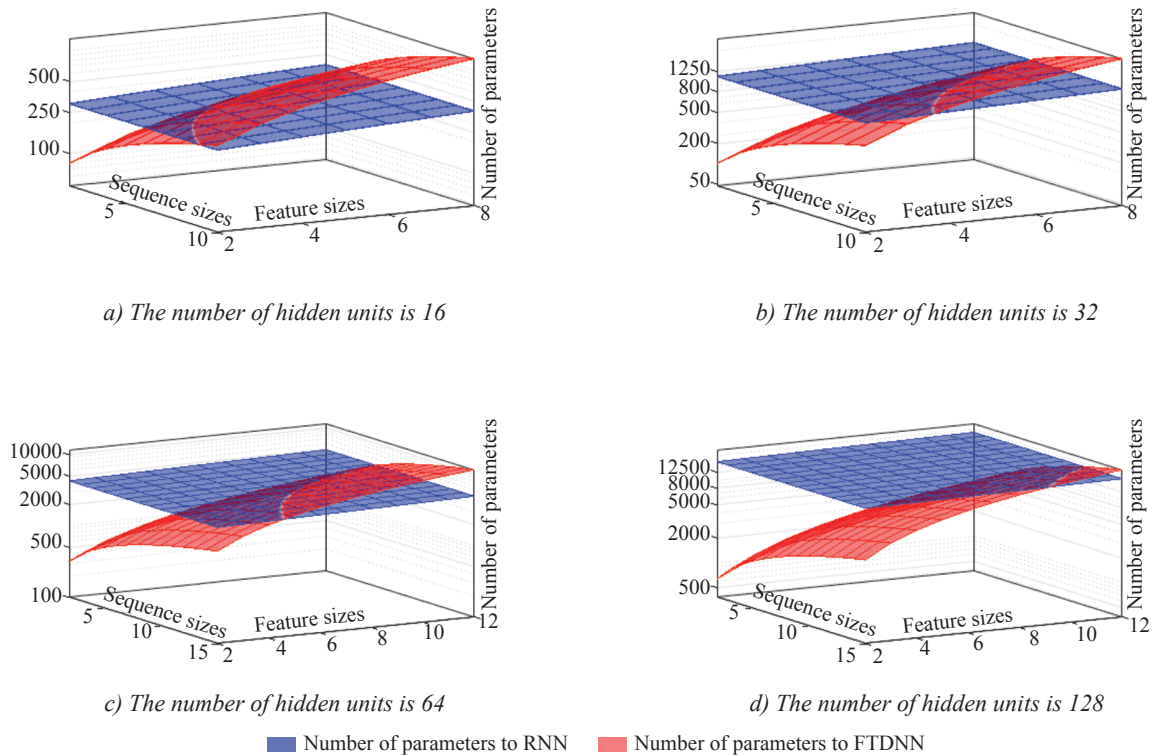 500
250
100
Sequence sizes
5
10
Feature sizes
2
4
6
8
Number of parameters
a) The number of hidden units is 16
1250
800
500
200
50
Sequence sizes
5
10
Feature sizes
2
4
6
8
Number of parameters
b) The number of hidden units is 32
10000
5000
2000
500
100
Sequence sizes
5
10
15
Feature sizes
2
4
6
8
10
12
Number of parameters
c) The number of hidden units is 64
12500
8000
5000
2000
500
Sequence sizes
5
10
15
Feature sizes
2
4
6
8
10
12
Number of parameters
d) The number of hidden units is 128
Number of parameters to RNN
Number of parameters to FTDNN